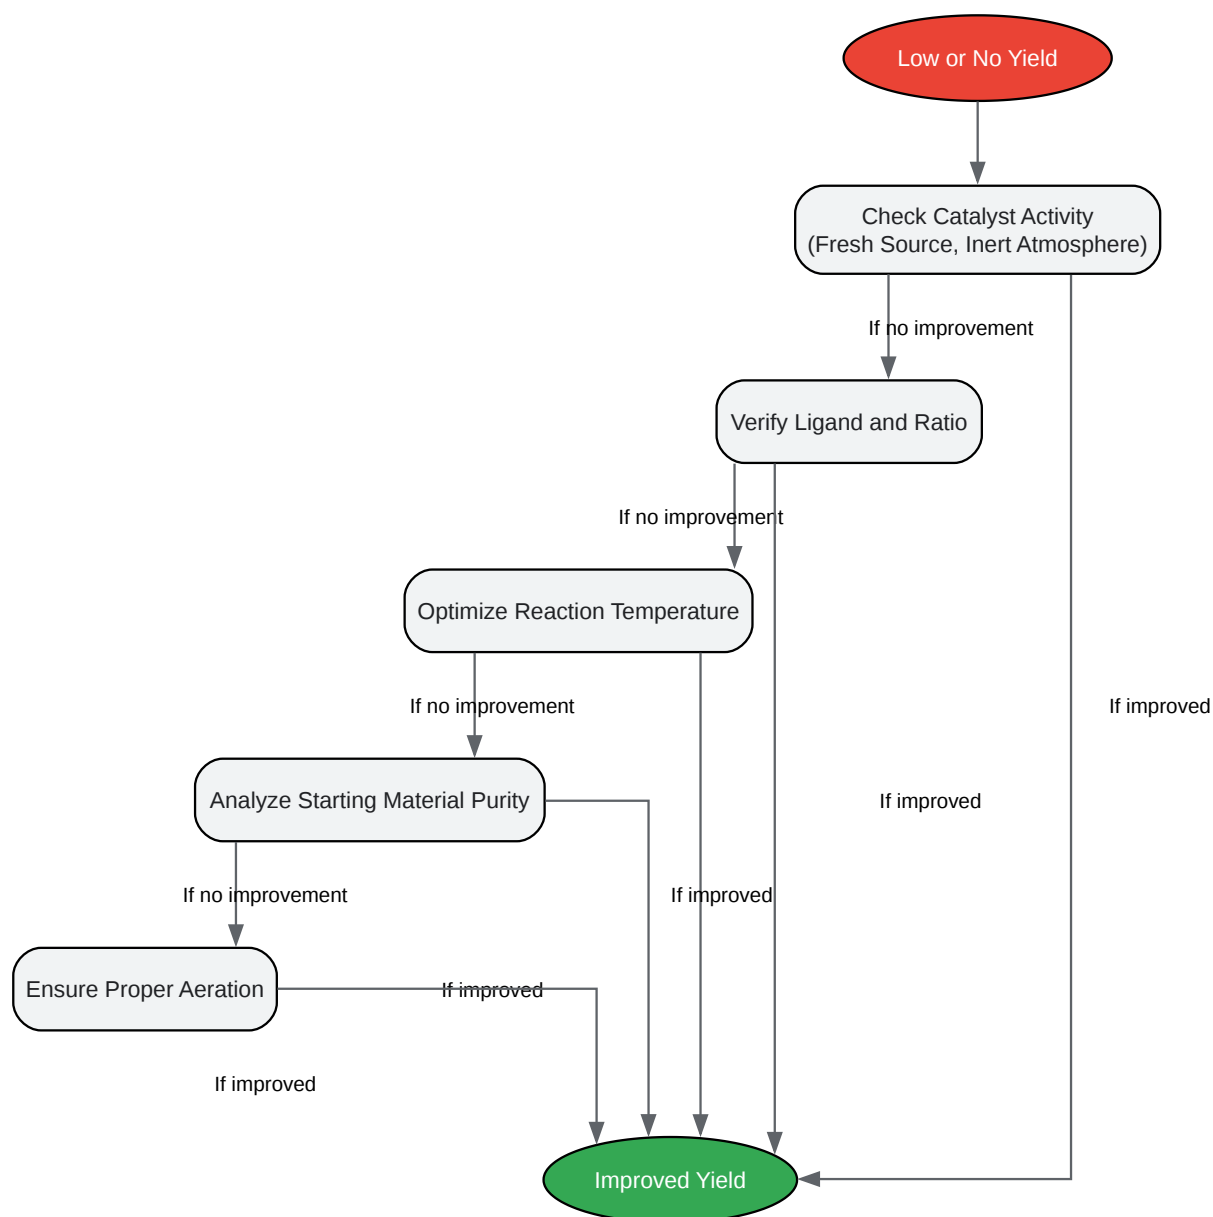 Low or No Yield
Check Catalyst Activity
(Fresh Source, Inert Atmosphere)
If no improvement
Verify Ligand and Ratio
If no improvement
Optimize Reaction Temperature
If no improvement
If improved
Analyze Starting Material Purity
If improved
If no improvement
If improved
Ensure Proper Aeration
If improved
If improved
Improved Yield